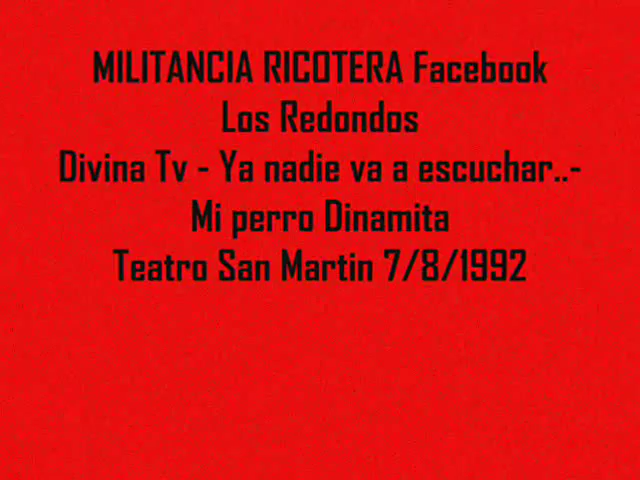 MILITANCIA RICOTERA Facebook
Los Redondos
Divina Tv - Ya nadie va a escuchar..-
Mi perro Dinamita
Teatro San Martin 7/8/1992